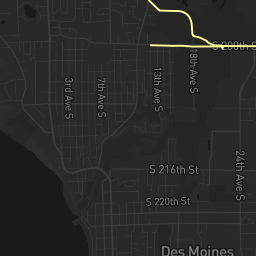 S 200th St
18th Ave S
13th Ave S
7th Ave S
3rd Ave S
24th Ave S
S 216th St
S 220th St
Des Moines